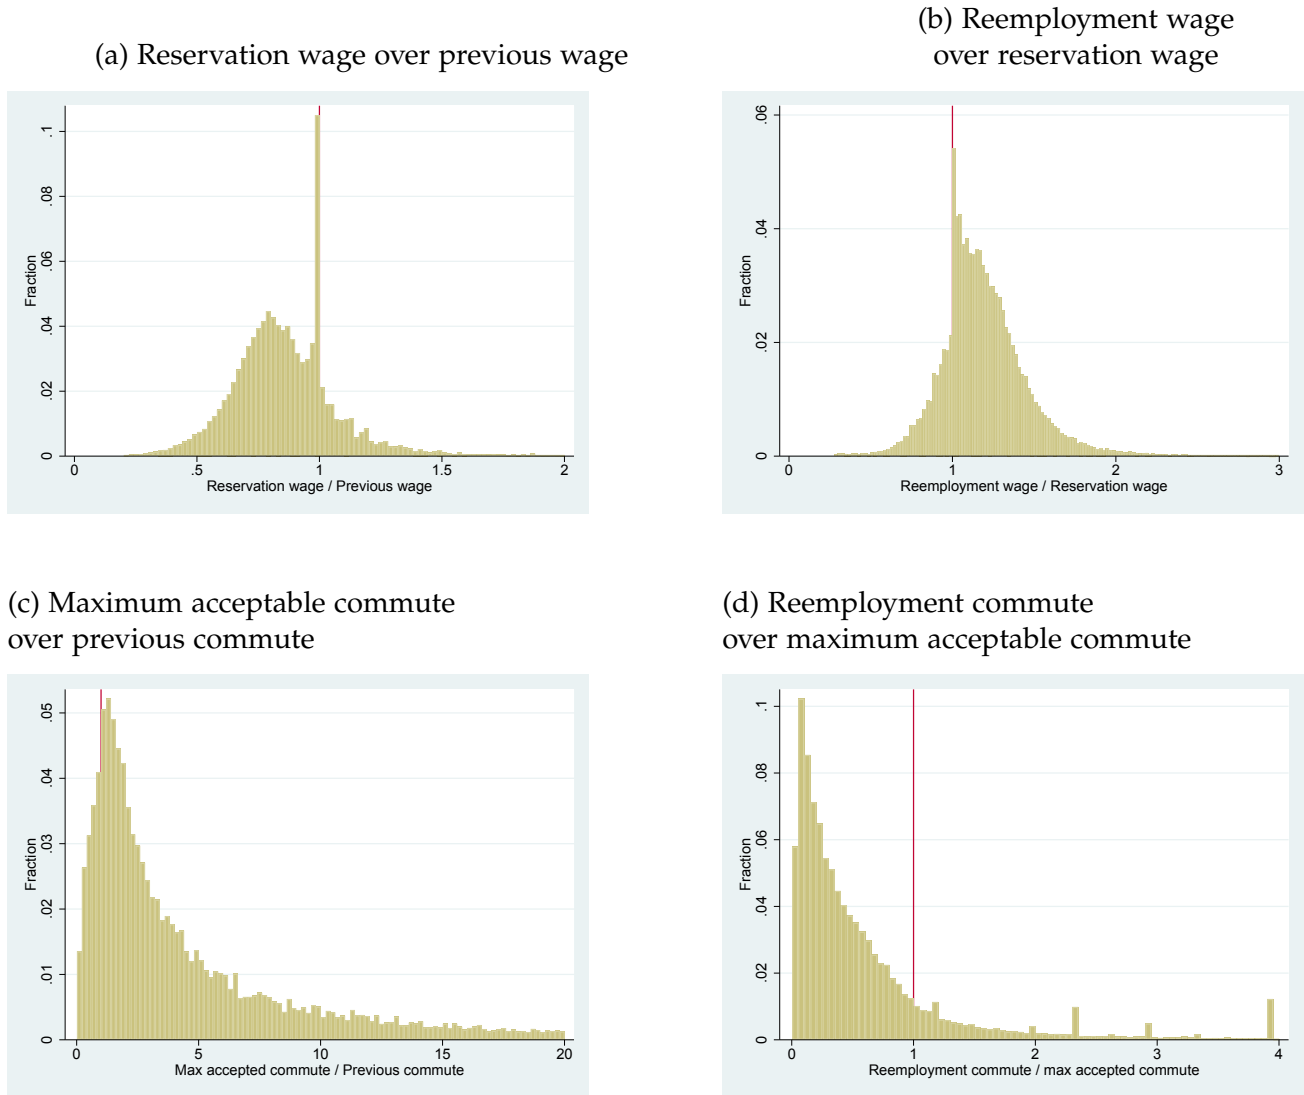 (a) Reservation wage over previous wage
Fraction
.1
.08
.06
.04
.02
0
0 .5 1 1.5 2
Reservation wage / Previous wage
(b) Reemployment wage
over reservation wage
Fraction
.06
.04
.02
0
0 1 2 3
Reemployment wage / Reservation wage
(c) Maximum acceptable commute
over previous commute
Fraction
.05
.04
.03
.02
.01
0
0 5 10 15 20
Max accepted commute / Previous commute
(d) Reemployment commute
over maximum acceptable commute
Fraction
.1
.08
.06
.04
.02
0
0 1 2 3 4
Reemployment commute / max accepted commute